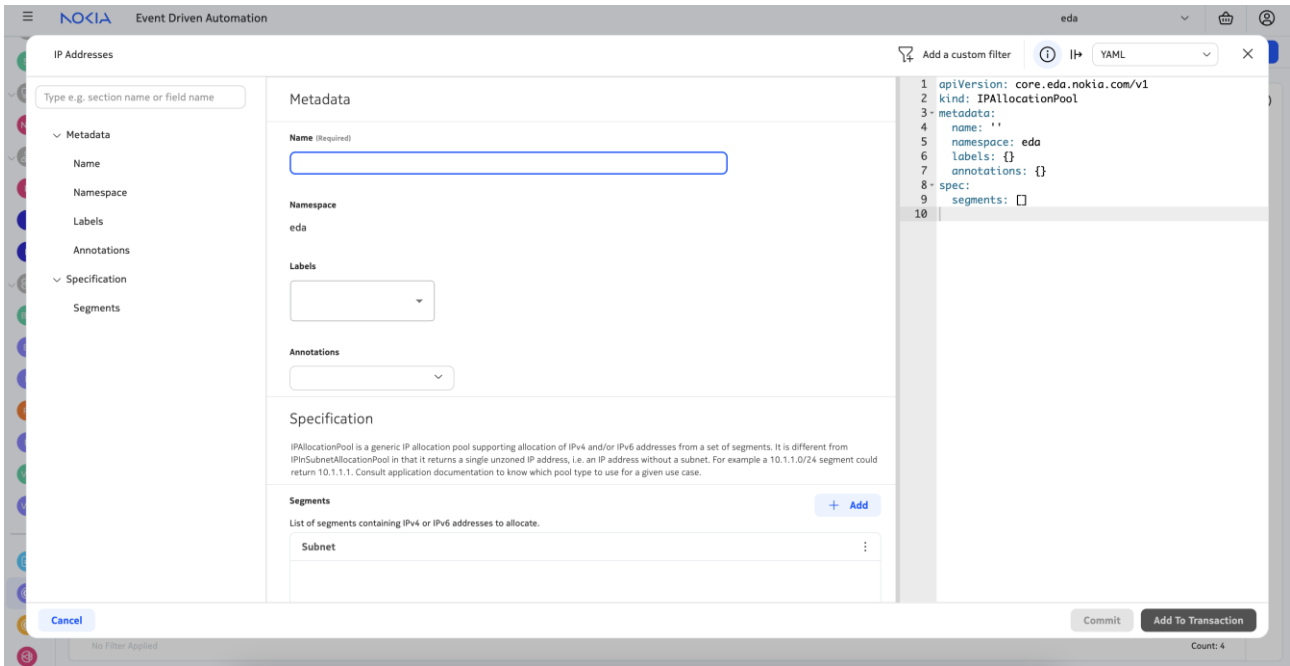 NOKIA Event Driven Automation eda
IP Addresses Add a custom filter YAML
Type e.g. section name or field name
Metadata
Name
Namespace
Labels
Annotations
Specification
Segments
Metadata
Name (Required)
Namespace
eda
Labels
Annotations
Specification
IPAllocationPool is a generic IP allocation pool supporting allocation of IPv4 and/or IPv6 addresses from a set of segments. It is different from
IPInSubnetAllocationPool in that it returns a single unzoned IP address, i.e. an IP address without a subnet. For example a 10.1.1.0/24 segment could
return 10.1.1.1. Consult application documentation to know which pool type to use for a given use case.
Segments
+ Add
List of segments containing IPv4 or IPv6 addresses to allocate.
Subnet
1 apiVersion: core.eda.nokia.com/v1
2 kind: IPAllocationPool
3 metadata:
4 name: ''
5 namespace: eda
6 labels: {}
7 annotations: {}
8 spec:
9 segments: []
10
Cancel Commit Add To Transaction
No Filter Applied Count: 4